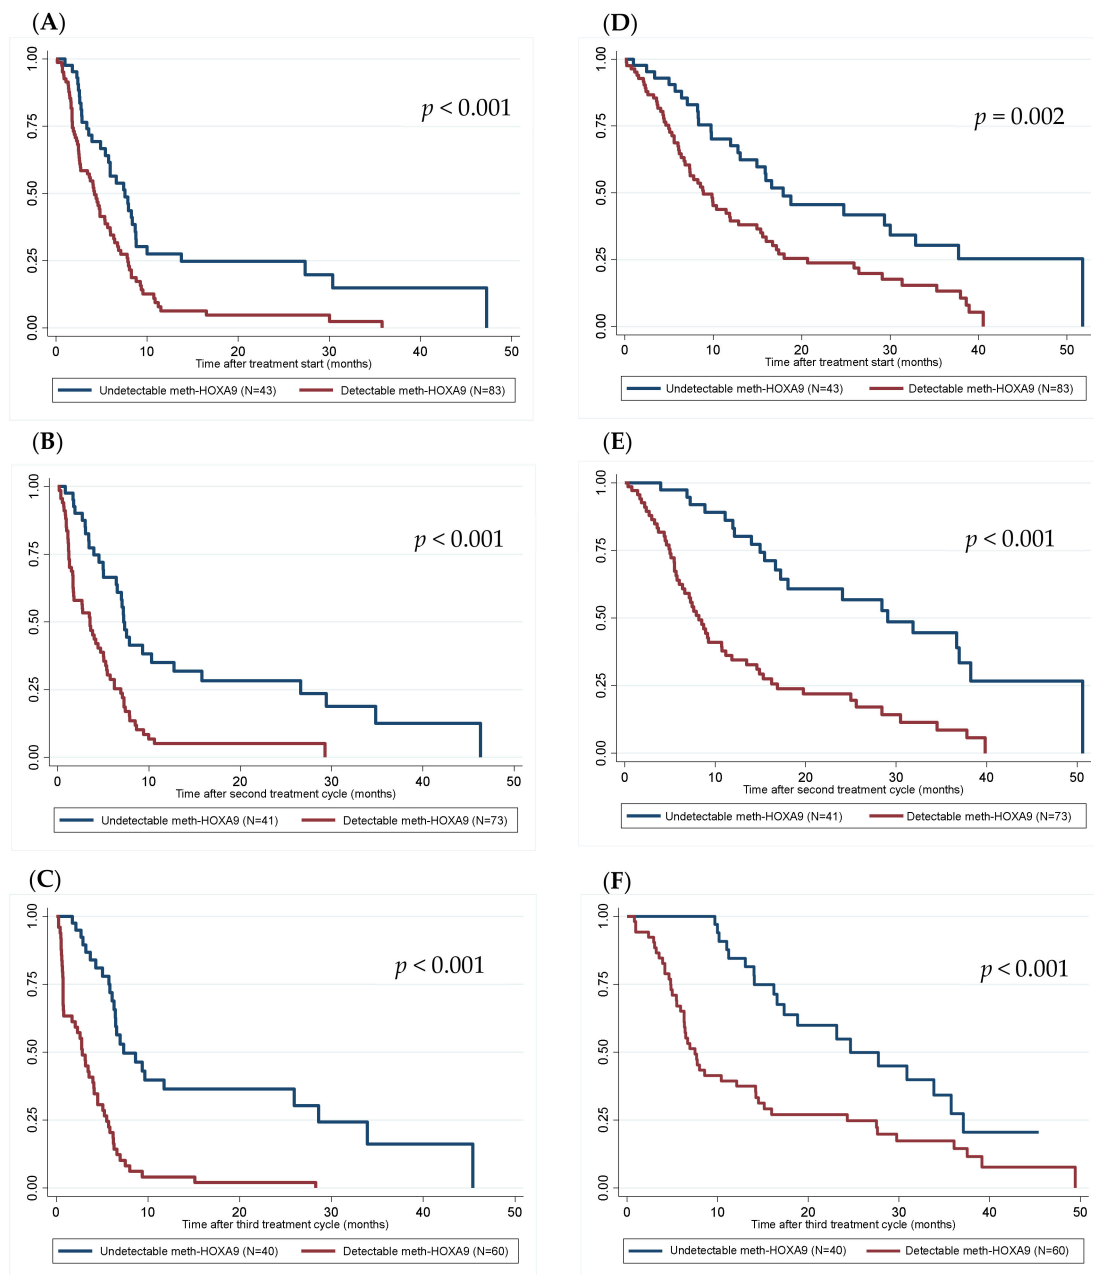 (A)
1.00
0.75
0.50
0.25
0.00
p < 0.001
0 10 20 30 40 50
Time after treatment start (months)
Undetectable meth-HOXA9 (N=43) Detectable meth-HOXA9 (N=83)
(D)
1.00
0.75
0.50
0.25
0.00
p = 0.002
0 10 20 30 40 50
Time after treatment start (months)
Undetectable meth-HOXA9 (N=43) Detectable meth-HOXA9 (N=83)
(B)
1.00
0.75
0.50
0.25
0.00
p < 0.001
0 10 20 30 40 50
Time after second treatment cycle (months)
Undetectable meth-HOXA9 (N=41) Detectable meth-HOXA9 (N=73)
(E)
1.00
0.75
0.50
0.25
0.00
p < 0.001
0 10 20 30 40 50
Time after second treatment cycle (months)
Undetectable meth-HOXA9 (N=41) Detectable meth-HOXA9 (N=73)
(C)
1.00
0.75
0.50
0.25
0.00
p < 0.001
0 10 20 30 40 50
Time after third treatment cycle (months)
Undetectable meth-HOXA9 (N=40) Detectable meth-HOXA9 (N=60)
(F)
1.00
0.75
0.50
0.25
0.00
p < 0.001
0 10 20 30 40 50
Time after third treatment cycle (months)
Undetectable meth-HOXA9 (N=40) Detectable meth-HOXA9 (N=60)